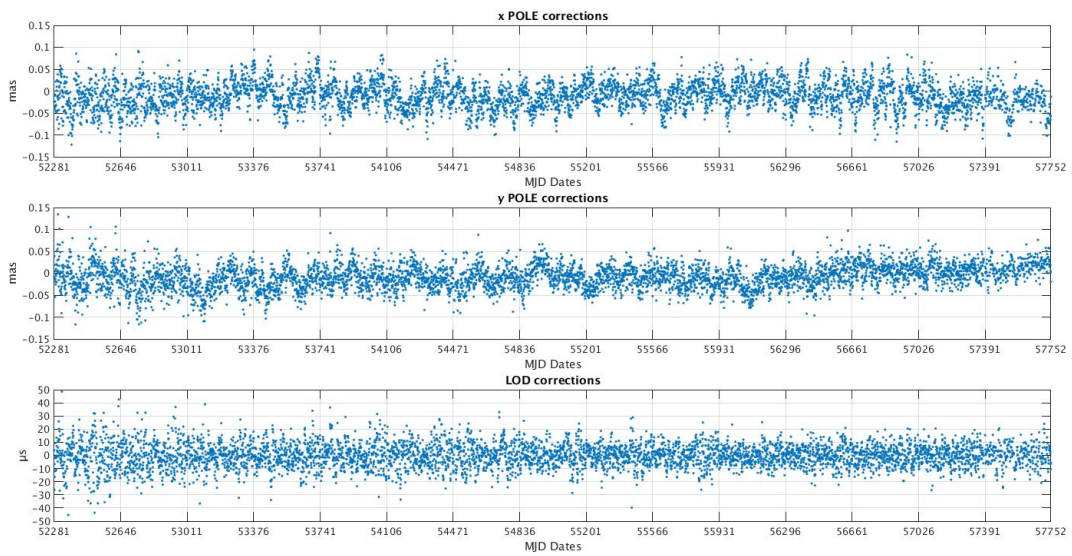 x POLE corrections
0.15
0.1
0.05
0
−0.05
−0.1
−0.15
mas
52281 52646 53011 53376 53741 54106 54471 54836 55201 55566 55931 56296 56661 57026 57391 57752
MJD Dates
y POLE corrections
0.15
0.1
0.05
0
−0.05
−0.1
−0.15
mas
52281 52646 53011 53376 53741 54106 54471 54836 55201 55566 55931 56296 56661 57026 57391 57752
MJD Dates
LOD corrections
50
40
30
20
10
0
−10
−20
−30
−40
−50
µs
52281 52646 53011 53376 53741 54106 54471 54836 55201 55566 55931 56296 56661 57026 57391 57752
MJD Dates